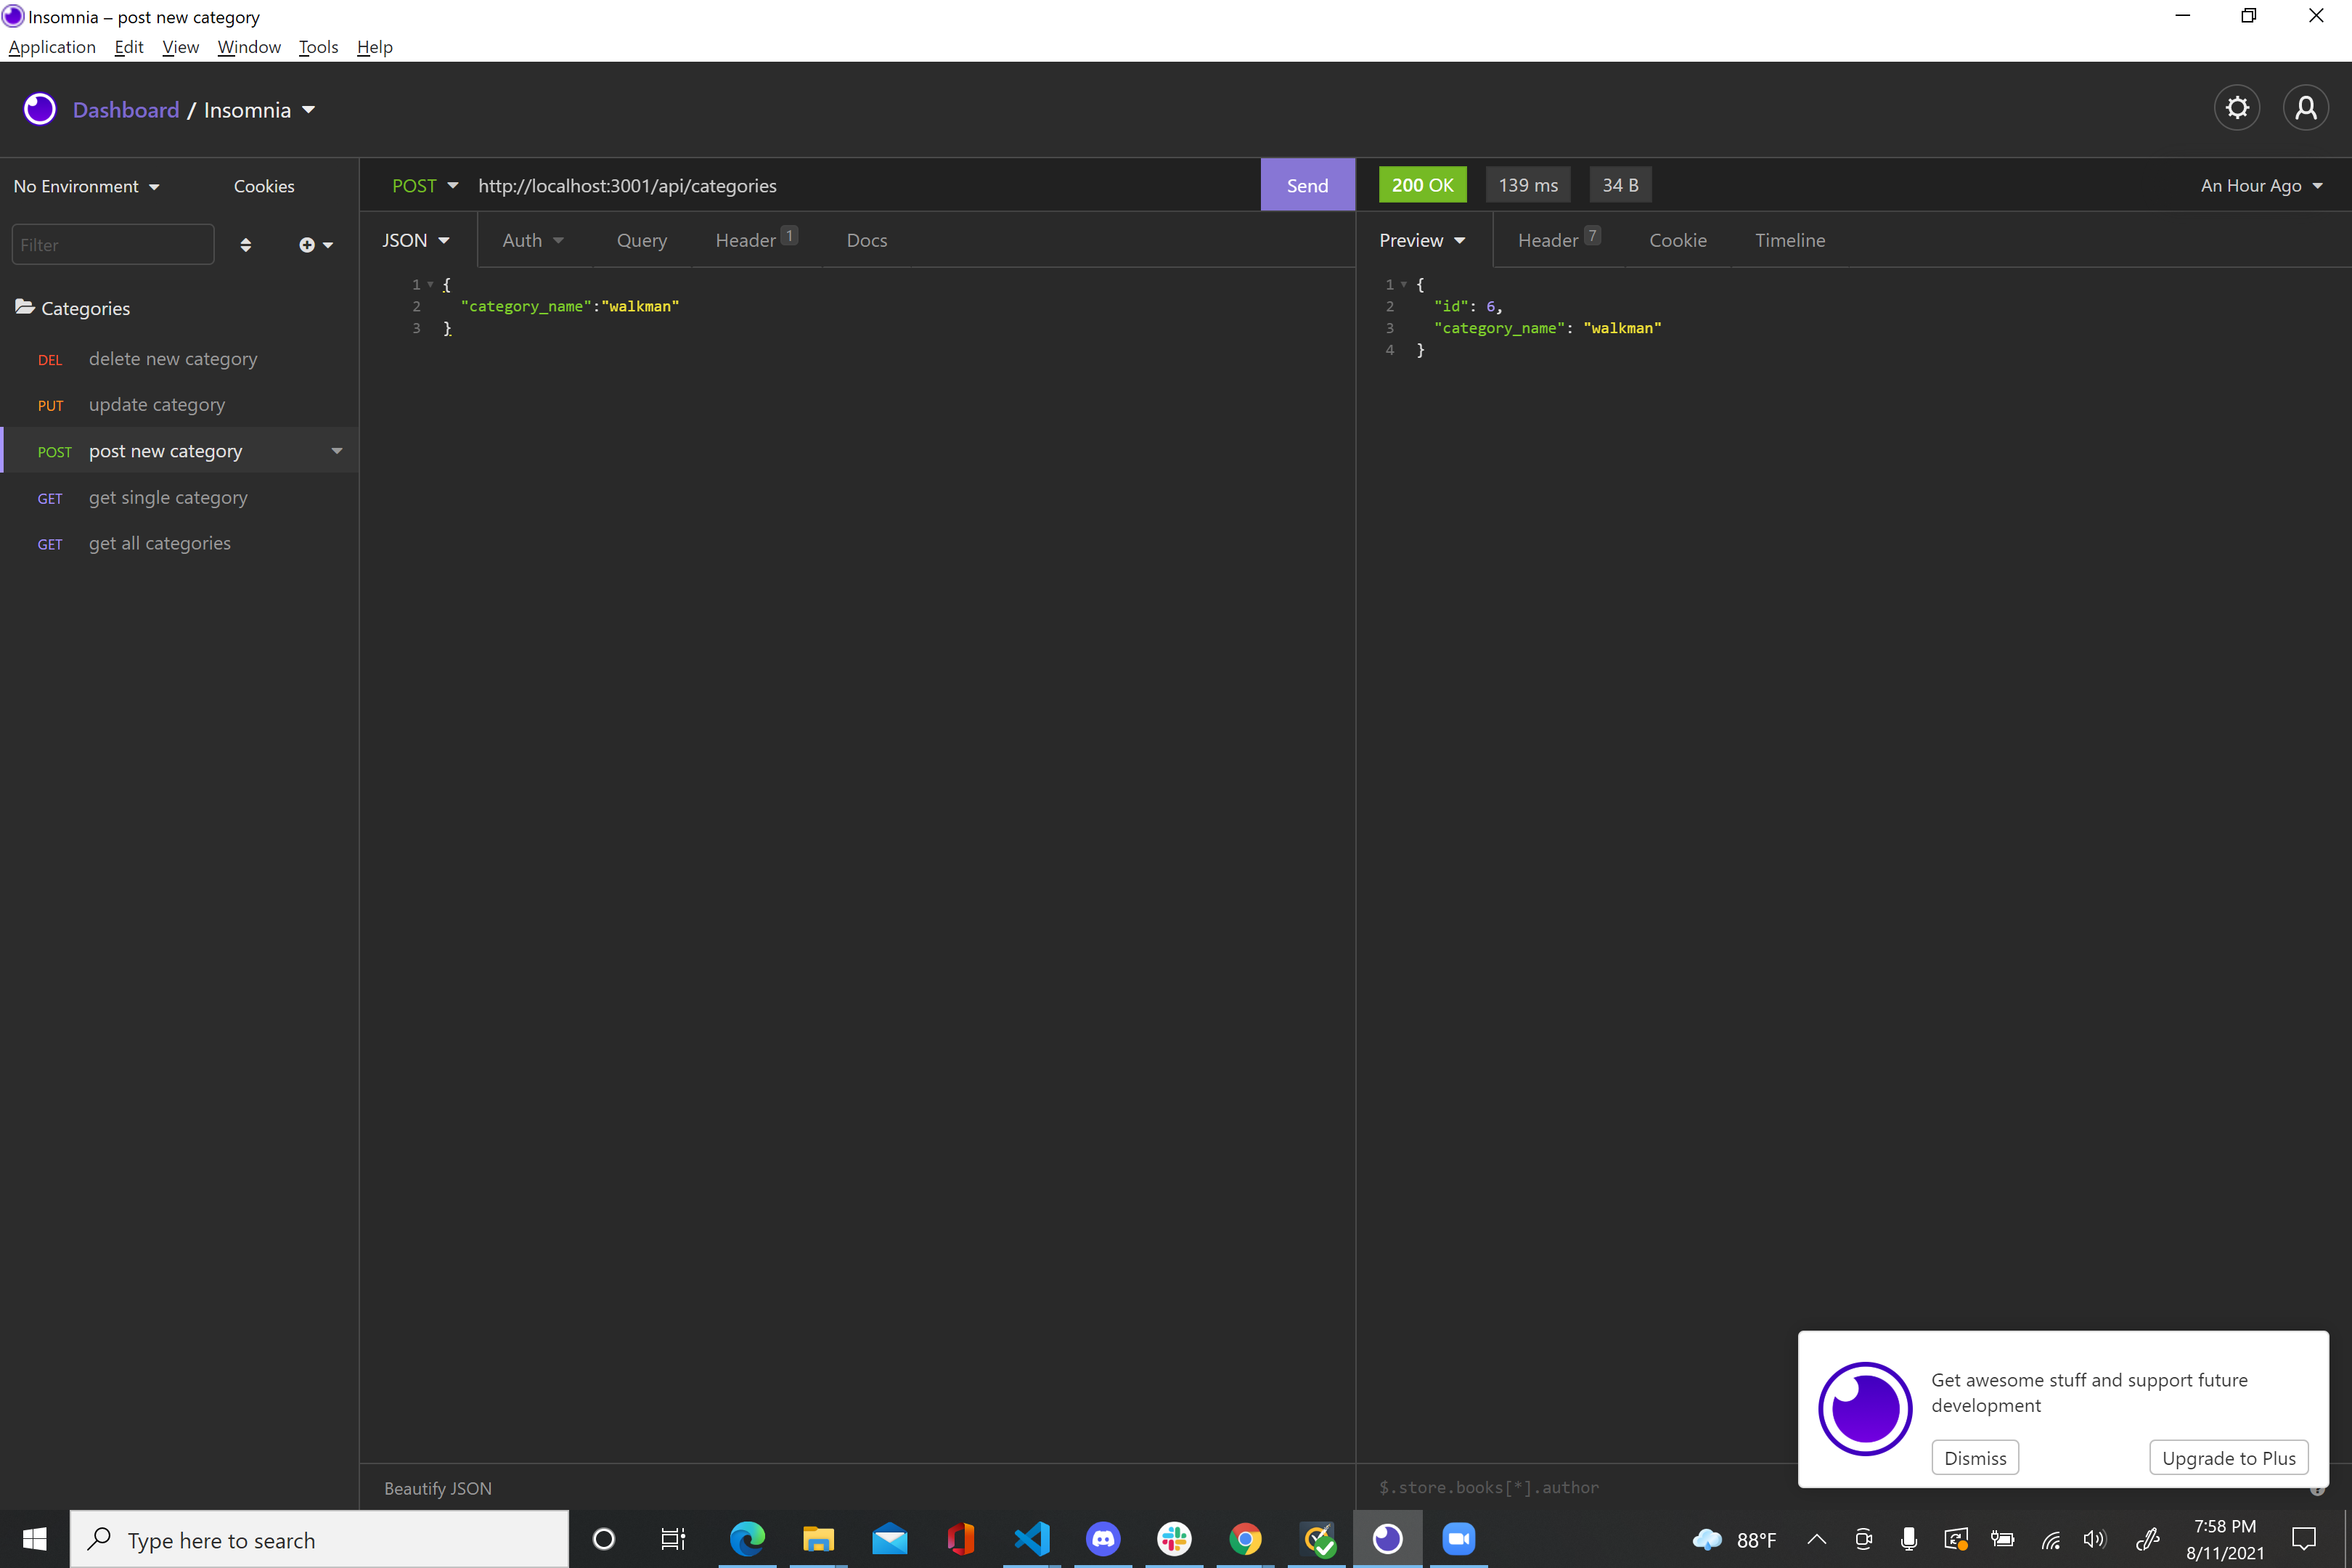 Insomnia – post new category
Application Edit View Window Tools Help
Dashboard / Insomnia
No Environment Cookies
POST http://localhost:3001/api/categories Send
200 OK 139 ms 34 B An Hour Ago
Filter
JSON Auth Query Header 1 Docs
Preview Header 7 Cookie Timeline
Categories
DEL delete new category
PUT update category
POST post new category
GET get single category
GET get all categories
1 {
2 "category_name":"walkman"
3 }
1 {
2 "id": 6,
3 "category_name": "walkman"
4 }
Get awesome stuff and support future
development
Dismiss Upgrade to Plus
Beautify JSON
$.store.books[*].author
Type here to search
88°F
7:58 PM
8/11/2021